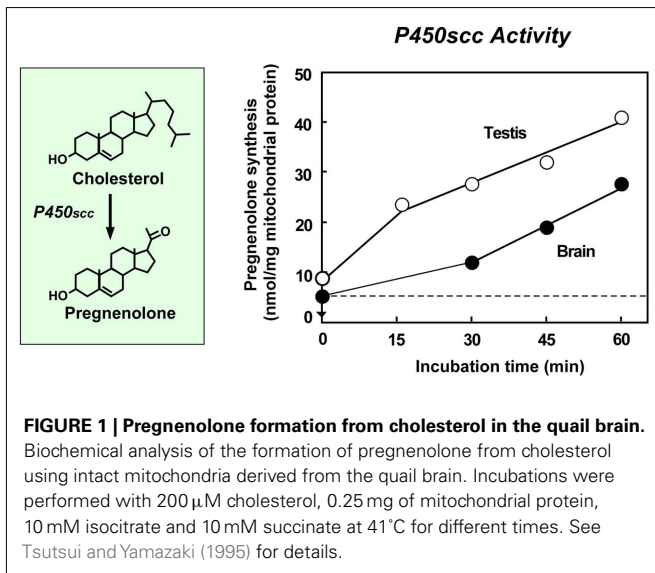 P450scc Activity
HO
Cholesterol
P450scc
O
HO
Pregnenolone
Pregnenolone synthesis
(nmol/mg mitochondrial protein)
50
40
30
20
10
0
Testis
Brain
0 15 30 45 60
Incubation time (min)
FIGURE 1 | Pregnenolone formation from cholesterol in the quail brain.
Biochemical analysis of the formation of pregnenolone from cholesterol
using intact mitochondria derived from the quail brain. Incubations were
performed with 200 μM cholesterol, 0.25 mg of mitochondrial protein,
10 mM isocitrate and 10 mM succinate at 41°C for different times. See
Tsutsui and Yamazaki (1995) for details.